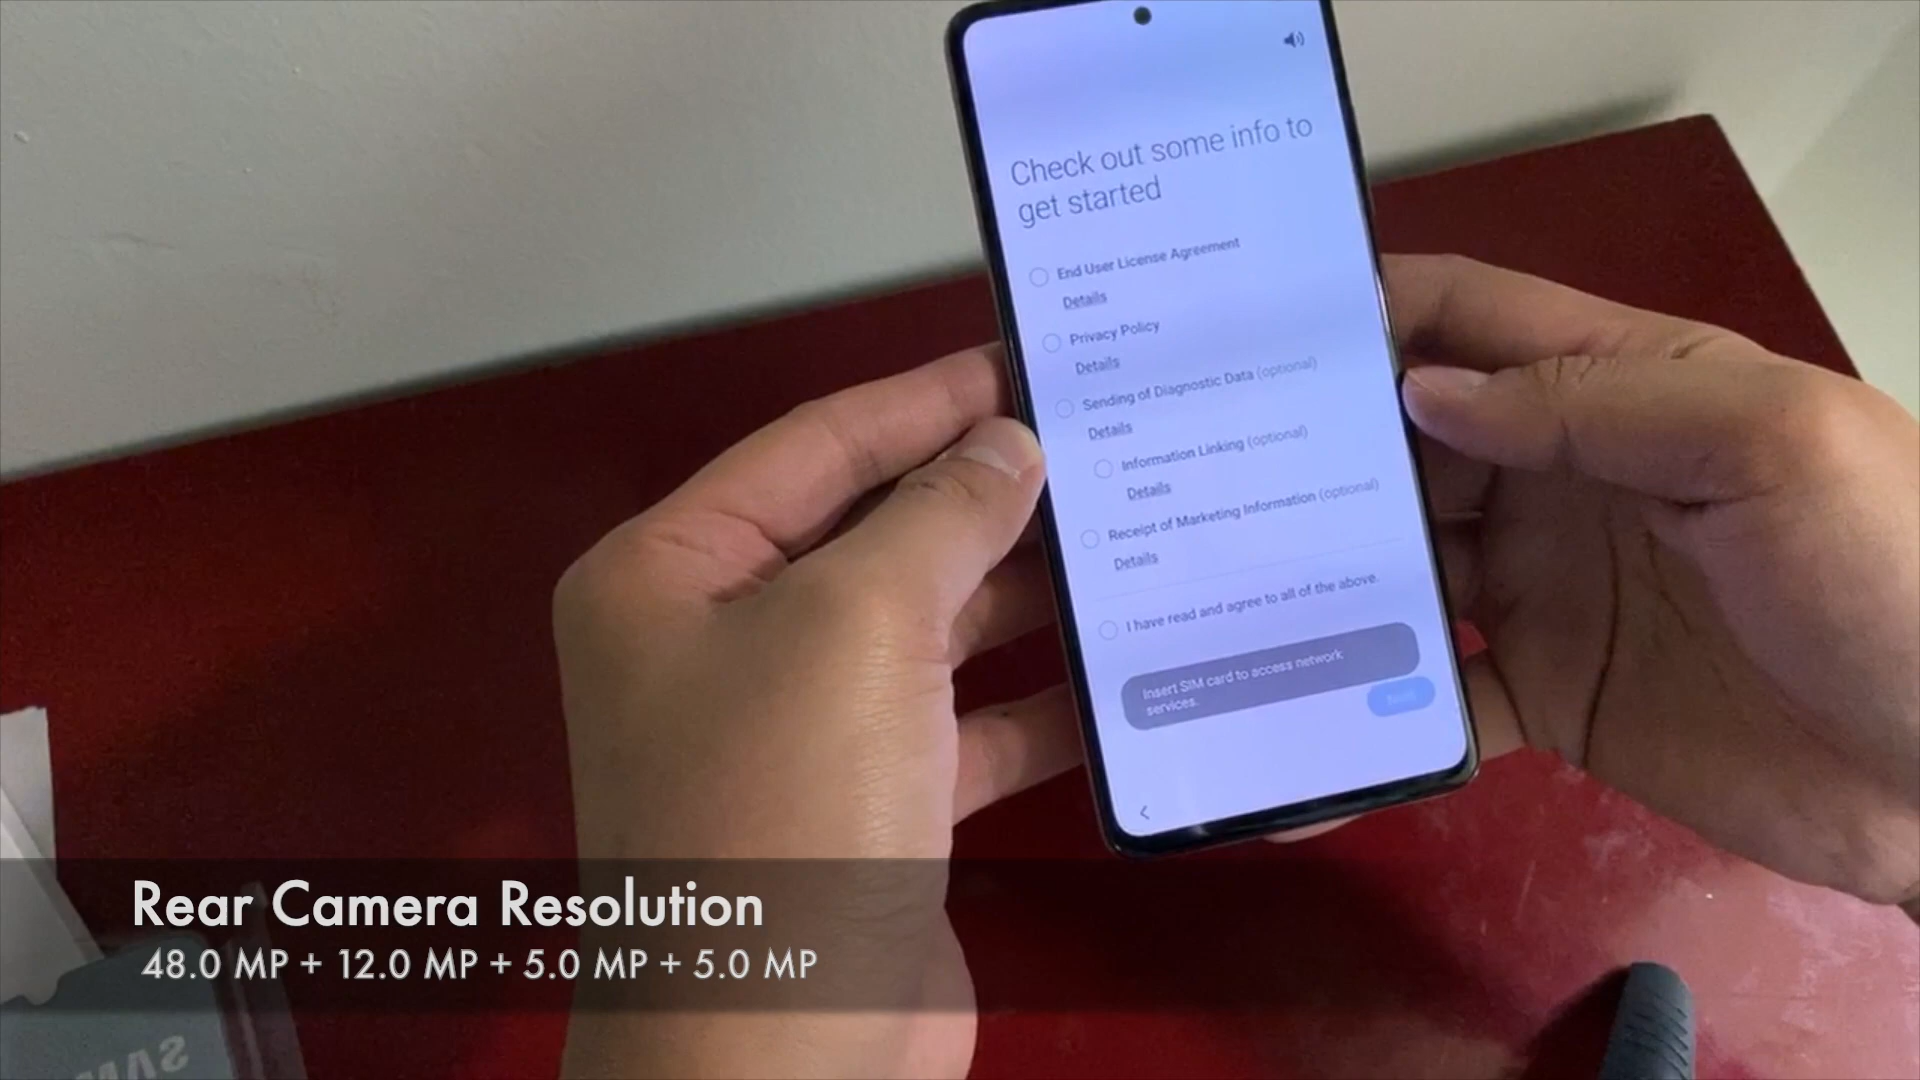 Check out some info to
get started
End User License Agreement
Details
Privacy Policy
Details
Sending of Diagnostic Data (optional)
Details
Information Linking (optional)
Details
Receipt of Marketing Information (optional)
Details
I have read and agree to all of the above.
Insert SIM card to access network
services.
Rear Camera Resolution
48.0 MP + 12.0 MP + 5.0 MP + 5.0 MP